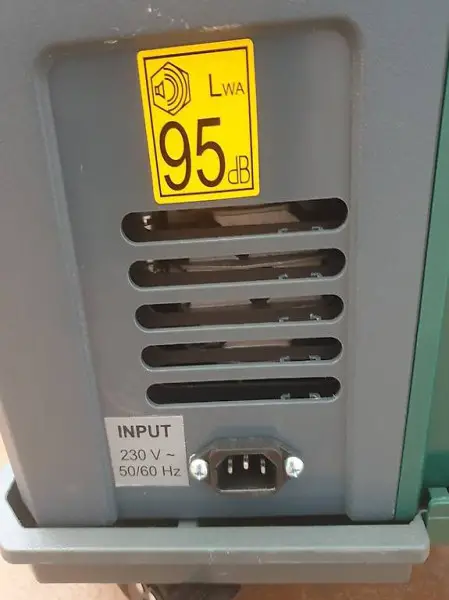 LWA
95dB
INPUT
230 V ~
50/60 Hz